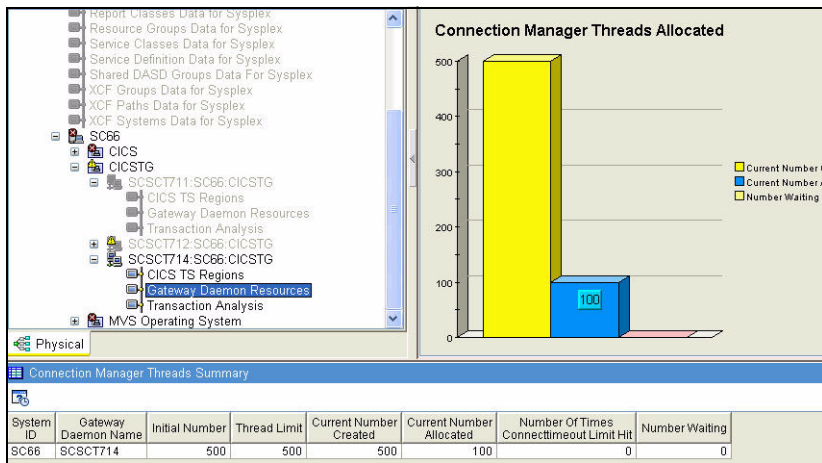 Report Classes Data for Sysplex
Resource Groups Data for Sysplex
Service Classes Data for Sysplex
Service Definition Data for Sysplex
Shared DASD Groups Data For Sysplex
XCF Groups Data for Sysplex
XCF Paths Data for Sysplex
XCF Systems Data for Sysplex
SC66
CICS
CICSTG
SCSCT711:SC66:CICSTG
CICS TS Regions
Gateway Daemon Resources
Transaction Analysis
SCSCT712:SC66:CICSTG
SCSCT714:SC66:CICSTG
CICS TS Regions
Gateway Daemon Resources
Transaction Analysis
MVS Operating System
Physical
Connection Manager Threads Allocated
500
400
300
200
100
0
100
Current Number
Current Number
Number Waiting
Connection Manager Threads Summary
System ID Gateway Daemon Name Initial Number Thread Limit Current Number Created Current Number Allocated Number Of Times Connecttimeout Limit Hit Number Waiting
SC66 SCSCT714 500 500 500 100 0 0